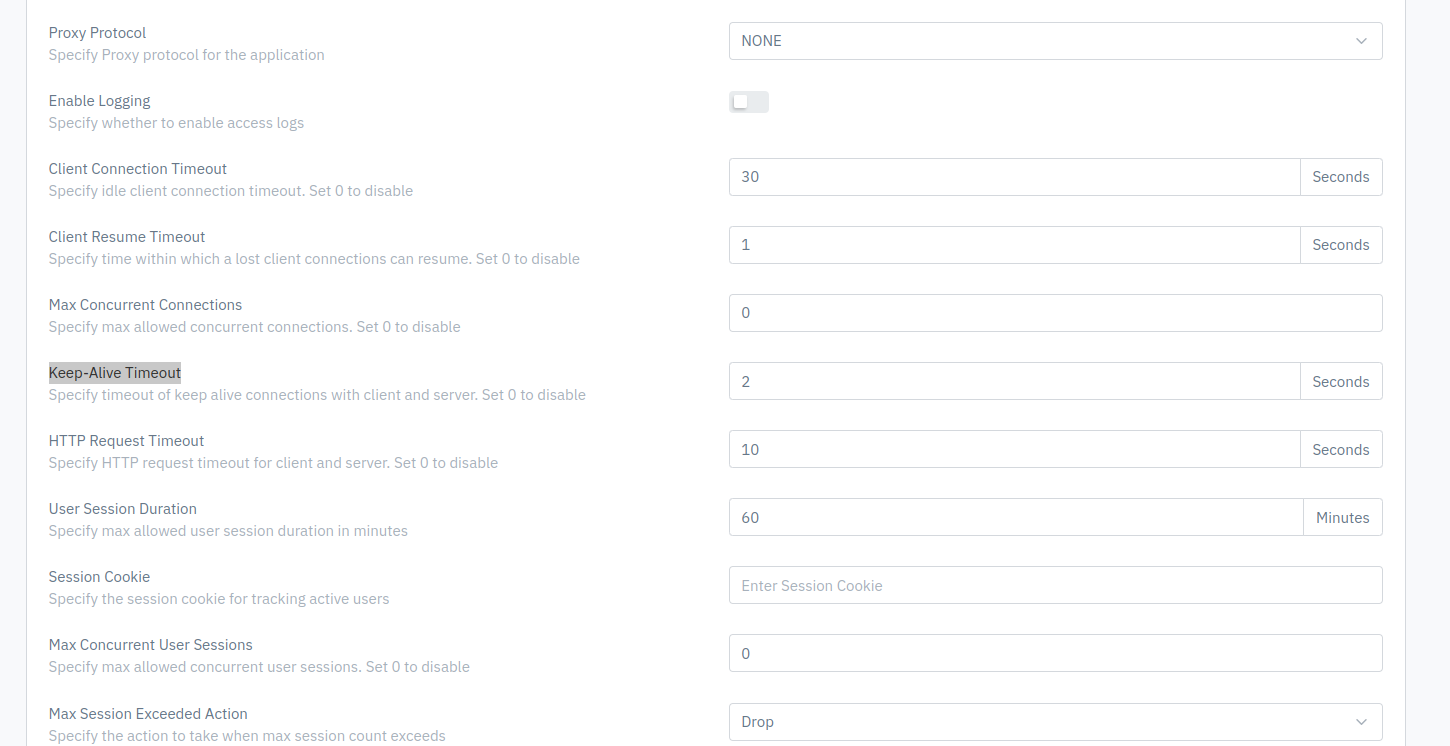 Proxy Protocol
Specify Proxy protocol for the application
NONE
Enable Logging
Specify whether to enable access logs
Client Connection Timeout
Specify idle client connection timeout. Set 0 to disable
30
Seconds
Client Resume Timeout
Specify time within which a lost client connections can resume. Set 0 to disable
1
Seconds
Max Concurrent Connections
Specify max allowed concurrent connections. Set 0 to disable
0
Keep-Alive Timeout
Specify timeout of keep alive connections with client and server. Set 0 to disable
2
Seconds
HTTP Request Timeout
Specify HTTP request timeout for client and server. Set 0 to disable
10
Seconds
User Session Duration
Specify max allowed user session duration in minutes
60
Minutes
Session Cookie
Specify the session cookie for tracking active users
Enter Session Cookie
Max Concurrent User Sessions
Specify max allowed concurrent user sessions. Set 0 to disable
0
Max Session Exceeded Action
Specify the action to take when max session count exceeds
Drop